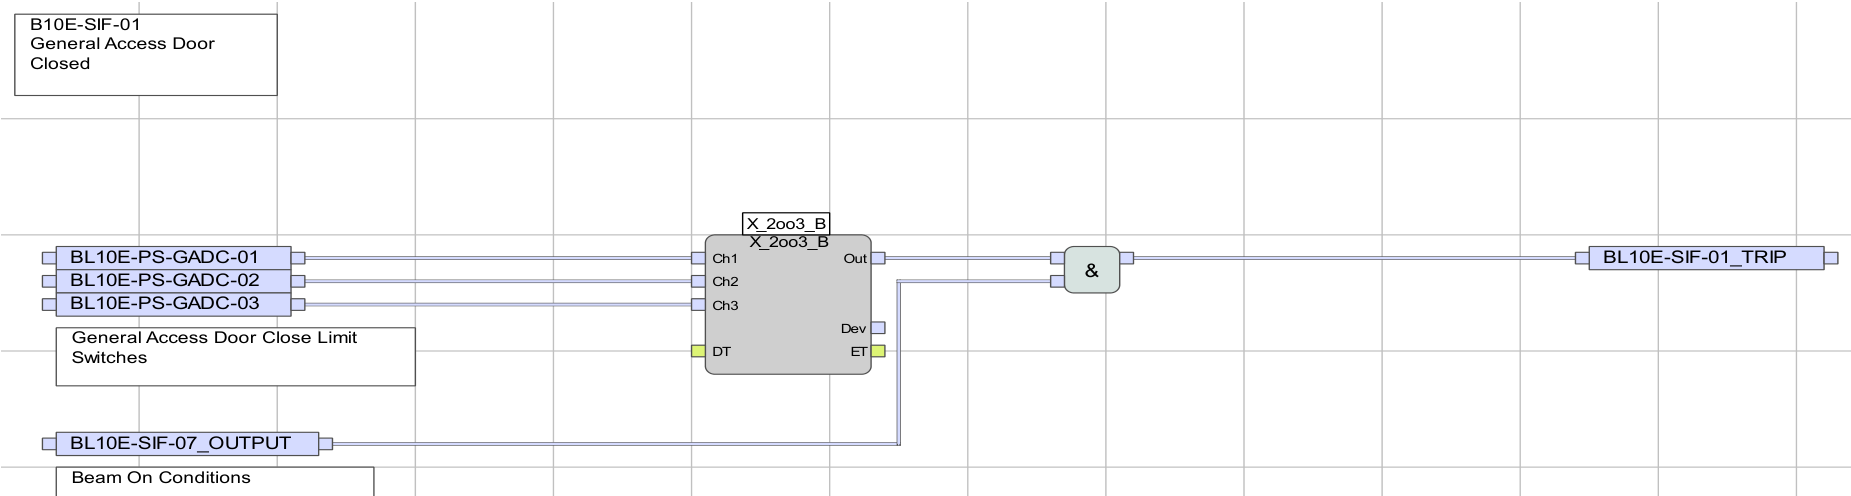 B10E-SIF-01
General Access Door
Closed
X_2oo3_B
X_2oo3_B
BL10E-PS-GADC-01
BL10E-PS-GADC-02
BL10E-PS-GADC-03
Ch1
Ch2
Ch3
DT
Out
Dev
ET
&
BL10E-SIF-01_TRIP
General Access Door Close Limit
Switches
BL10E-SIF-07_OUTPUT
Beam On Conditions